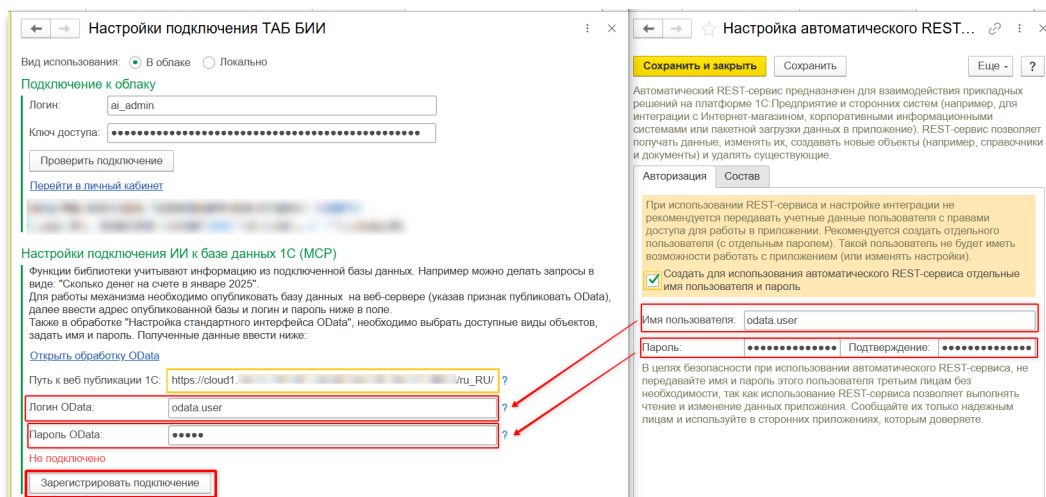 Настройки подключения ТАБ БИИ
Вид использования: В облаке Локально
Подключение к облаку
Логин: ai_admin
Ключ доступа:
Проверить подключение
Перейти в личный кабинет
Настройки подключения ИИ к базе данных 1С (MCP)
Функции библиотеки учитывают информацию из подключенной базы данных. Например можно делать запросы в
виде: "Сколько денег на счете в январе 2025".
Для работы механизма необходимо опубликовать базу данных на веб-сервере (указав признак публиковать OData),
далее ввести адрес опубликованной базы и логин и пароль ниже в поле.
Также в обработке "Настройка стандартного интерфейса OData", необходимо выбрать доступные виды объектов,
задать имя и пароль. Полученные данные ввести ниже:
Открыть обработку OData
Путь к веб публикации 1С: https://cloud1. /ru_RU/ ?
Логин OData: odata.user ?
Пароль OData: ●●●●● ?
Не подключено
Зарегистрировать подключение
Настройка автоматического REST...
Сохранить и закрыть Сохранить Еще - ?
Автоматический REST-сервис предназначен для взаимодействия прикладных
решений на платформе 1С:Предприятие и сторонних систем (например, для
интеграции с Интернет-магазином, корпоративными информационными
системами или пакетной загрузки данных в приложение). REST-сервис позволяет
получать данные, изменять их, создавать новые объекты (например, справочники
и документы) и удалять существующие.
Авторизация Состав
При использовании REST-сервиса и настройке интеграции не
рекомендуется передавать учетные данные пользователя с правами
доступа для работы в приложении. Рекомендуется создать отдельного
пользователя (с отдельным паролем). Такой пользователь не будет иметь
возможности работать с приложением (или изменять настройки).
Создать для использования автоматического REST-сервиса отдельные
имя пользователя и пароль
Имя пользователя: odata.user
Пароль: ●●●●●●●●●●●●●● Подтверждение: ●●●●●●●●●●●●●●
В целях безопасности при использовании автоматического REST-сервиса, не
передавайте имя и пароль этого пользователя третьим лицам без
необходимости, так как использование REST-сервиса позволяет выполнять
чтение и изменение данных приложения. Сообщайте их только надежным
лицам и используйте в сторонних приложениях, которым доверяете.